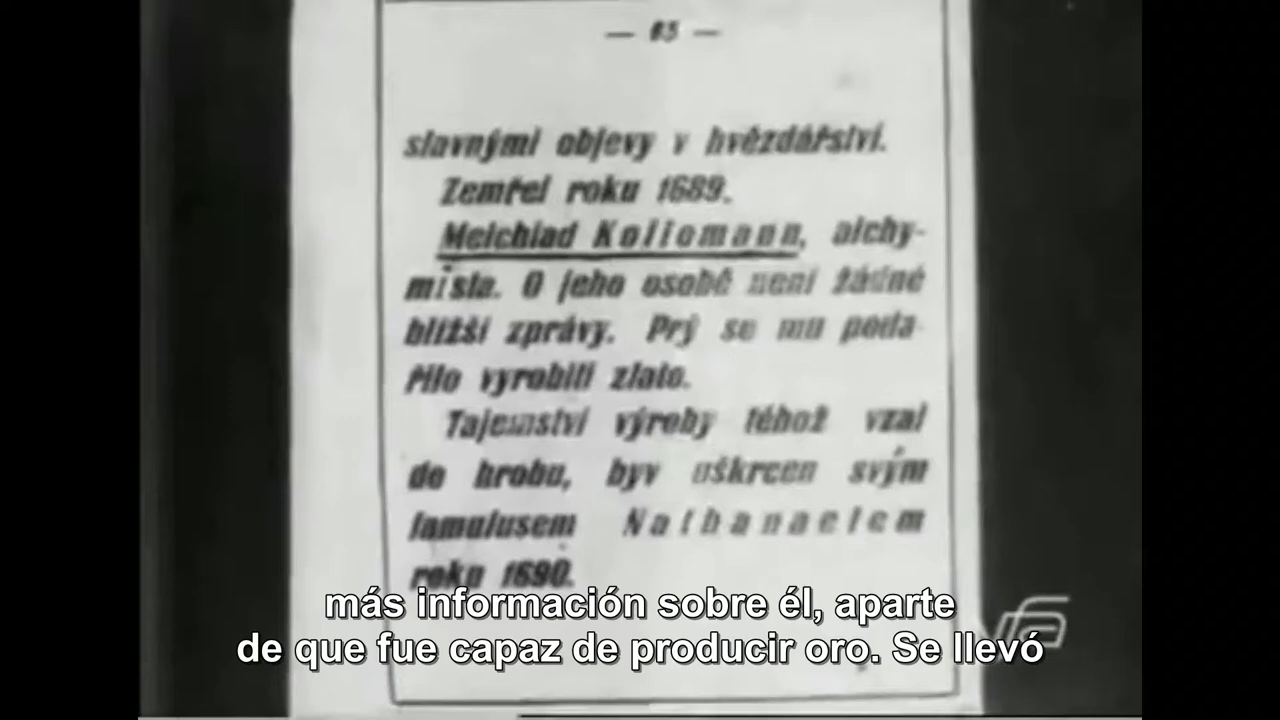 — 65 —
slavnými objevy v hvězdářství.
Zemřel roku 1689.
Melchiad Kollomann, alchy-
mista. O jeho osobě není žádné
bližší zprávy. Prý se mu poda-
řilo vyrobiti zlato.
Tajemství výroby téhož vzal
do hrobu, byv uškrcen svým
famulusem Nathanaelem
roku 1690.
más información sobre él, aparte
de que fue capaz de producir oro. Se llevó